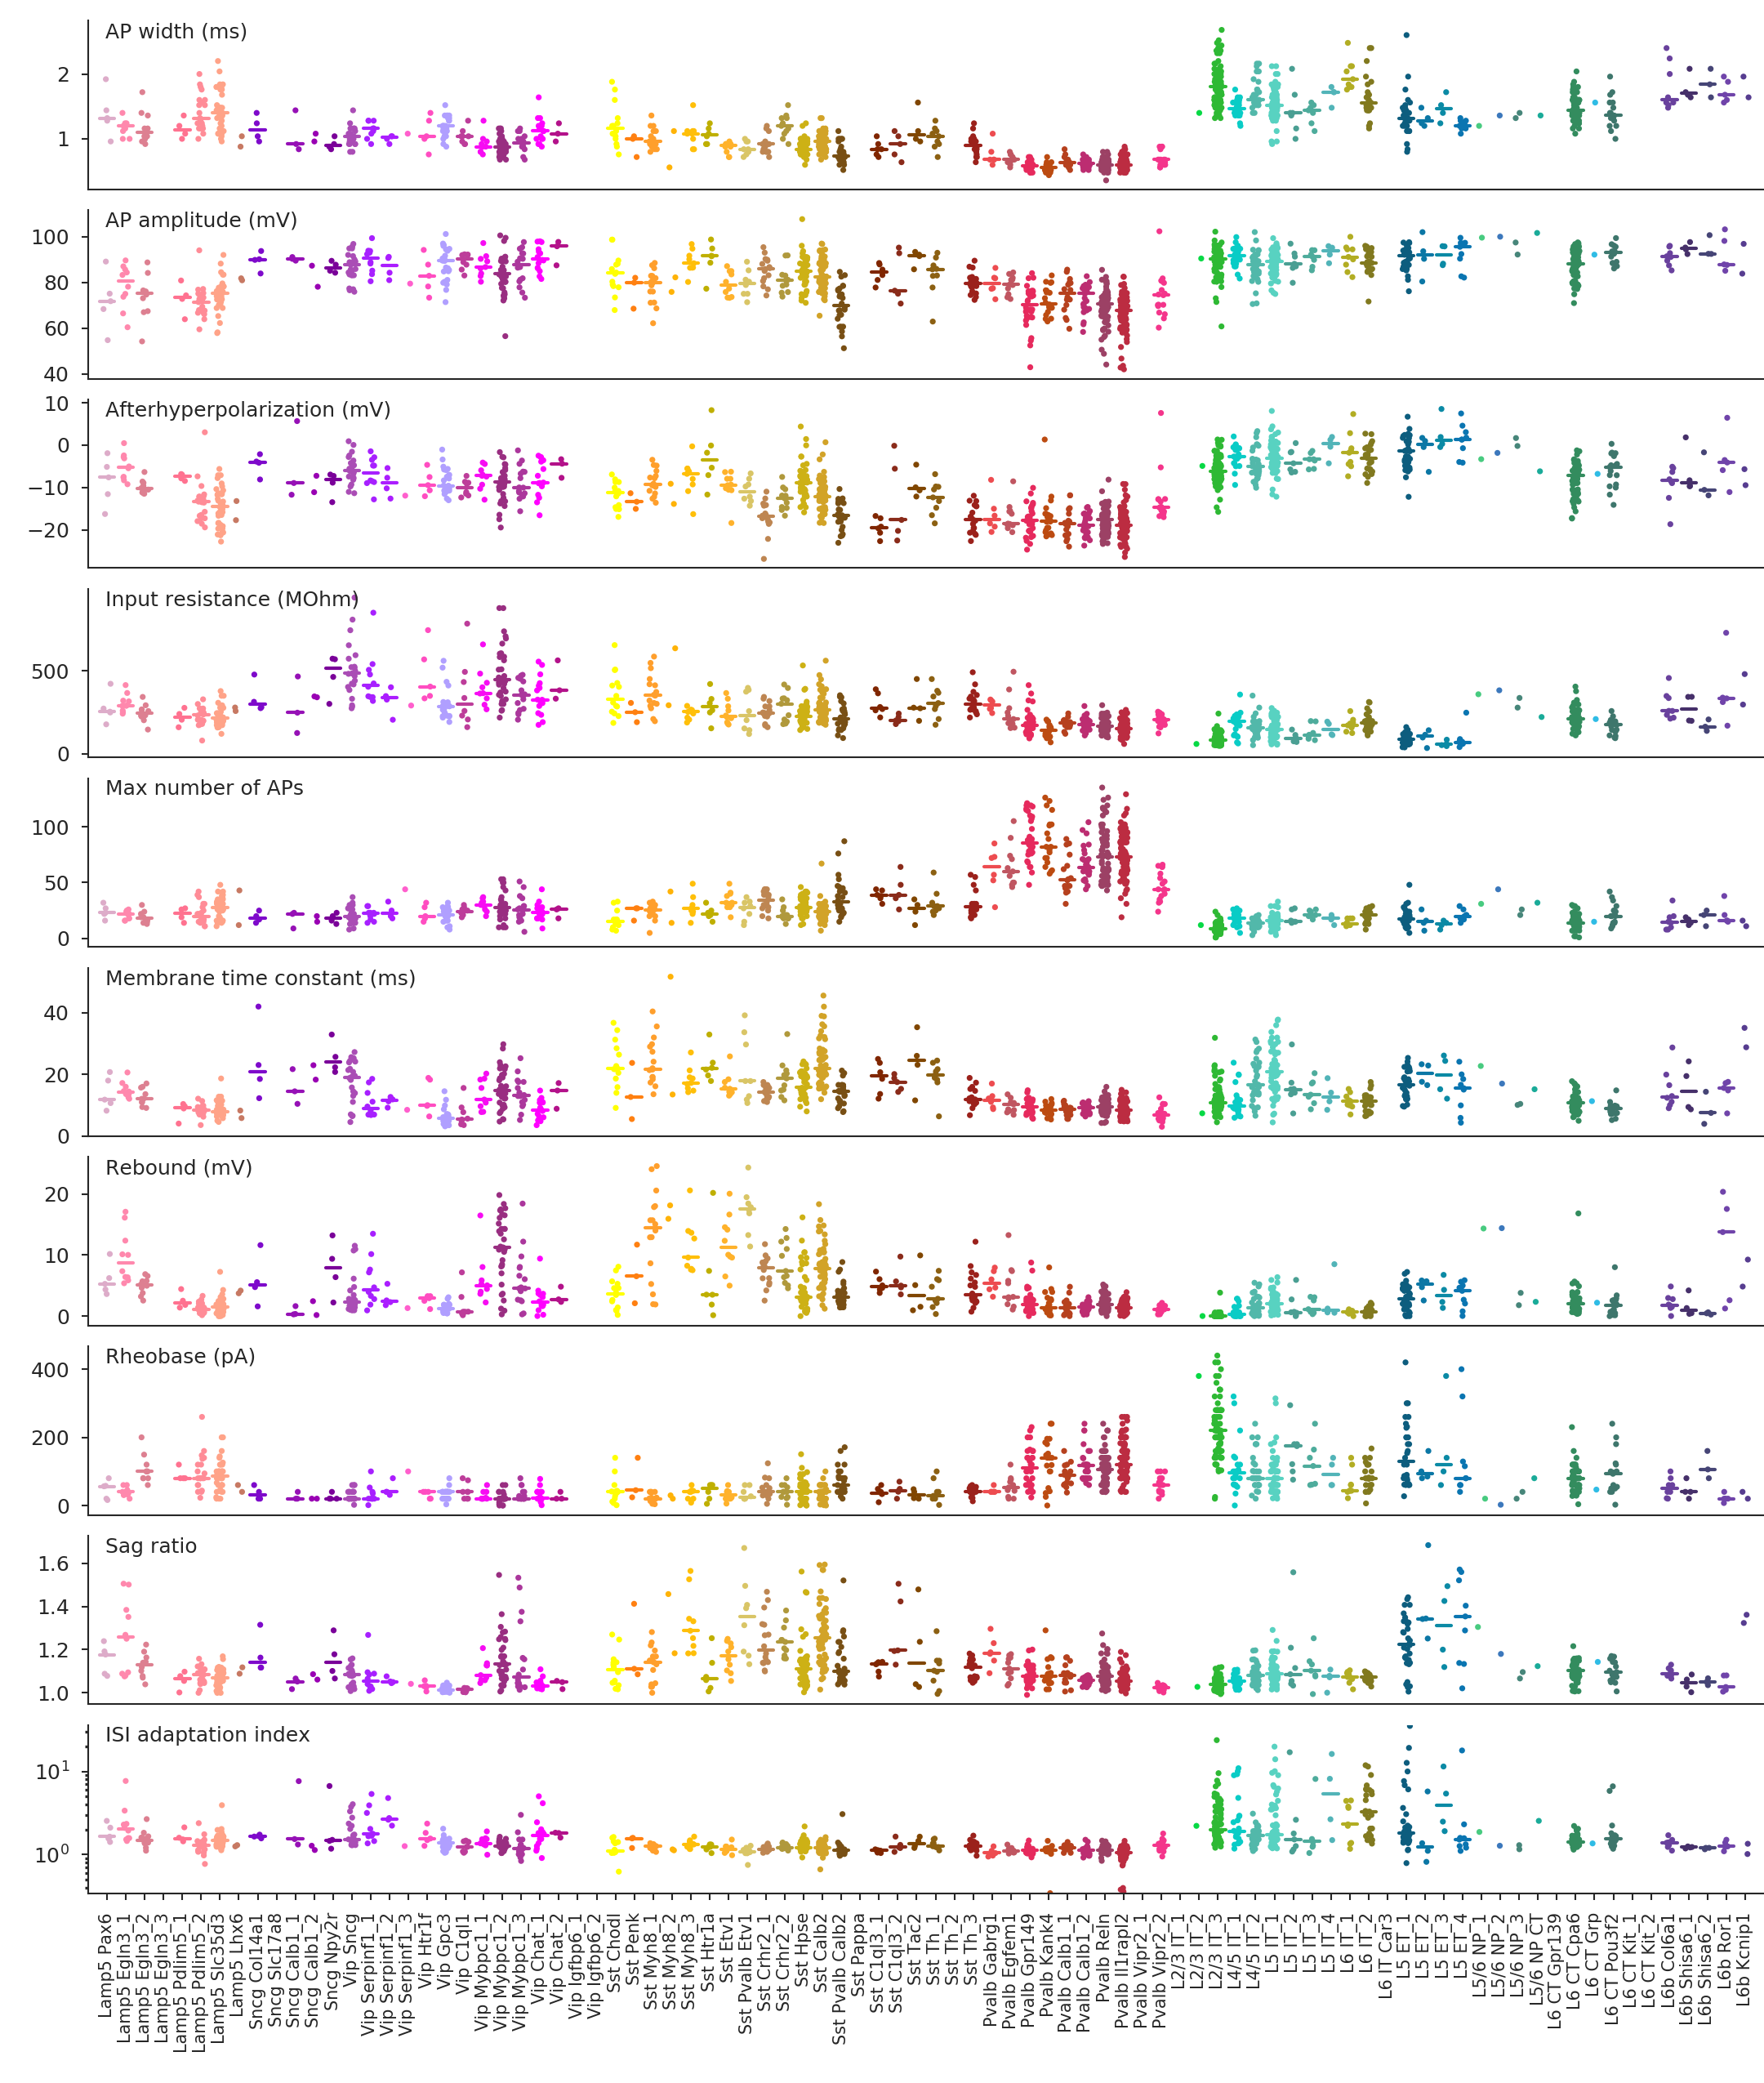 AP width (ms)
2
1
AP amplitude (mV)
100
80
60
40
Afterhyperpolarization (mV)
10
0
−10
−20
Input resistance (MOhm)
500
0
Max number of APs
100
50
0
Membrane time constant (ms)
40
20
0
Rebound (mV)
20
10
0
Rheobase (pA)
400
200
0
Sag ratio
1.6
1.4
1.2
1.0
ISI adaptation index
10¹
10⁰
Lamp5 Pax6
Lamp5 Egln3_1
Lamp5 Egln3_2
Lamp5 Egln3_3
Lamp5 Pdlim5_1
Lamp5 Pdlim5_2
Lamp5 Slc35d3
Lamp5 Lhx6
Sncg Col14a1
Sncg Slc17a8
Sncg Calb1_1
Sncg Calb1_2
Sncg Npy2r
Vip Sncg
Vip Serpinf1_1
Vip Serpinf1_2
Vip Serpinf1_3
Vip Htr1f
Vip Gpc3
Vip C1ql1
Vip Mybpc1_1
Vip Mybpc1_2
Vip Mybpc1_3
Vip Chat_1
Vip Chat_2
Vip Igfbp6_1
Vip Igfbp6_2
Sst Chodl
Sst Penk
Sst Myh8_1
Sst Myh8_2
Sst Myh8_3
Sst Htr1a
Sst Etv1
Sst Pvalb Etv1
Sst Crhr2_1
Sst Crhr2_2
Sst Hpse
Sst Calb2
Sst Pvalb Calb2
Sst Pappa
Sst C1ql3_1
Sst C1ql3_2
Sst Tac2
Sst Th_1
Sst Th_2
Sst Th_3
Pvalb Gabrg1
Pvalb Egfem1
Pvalb Gpr149
Pvalb Kank4
Pvalb Calb1_1
Pvalb Calb1_2
Pvalb Reln
Pvalb Il1rapl2
Pvalb Vipr2_1
Pvalb Vipr2_2
L2/3 IT_1
L2/3 IT_2
L2/3 IT_3
L4/5 IT_1
L4/5 IT_2
L5 IT_1
L5 IT_2
L5 IT_3
L5 IT_4
L6 IT_1
L6 IT_2
L6 IT Car3
L5 ET_1
L5 ET_2
L5 ET_3
L5 ET_4
L5/6 NP_1
L5/6 NP_2
L5/6 NP_3
L5/6 NP CT
L6 CT Gpr139
L6 CT Cpa6
L6 CT Grp
L6 CT Pou3f2
L6 CT Kit_1
L6 CT Kit_2
L6b Col6a1
L6b Shisa6_1
L6b Shisa6_2
L6b Ror1
L6b Kcnip1